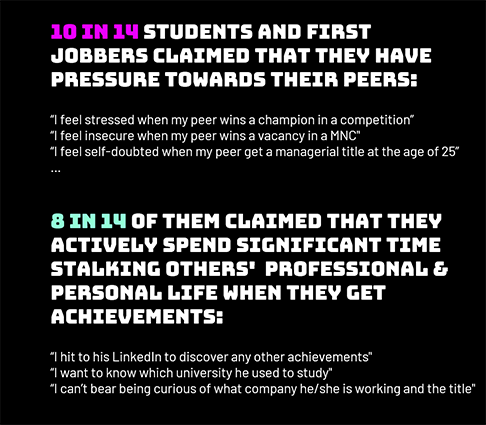 10 IN 14 STUDENTS AND FIRST
JOBBERS CLAIMED THAT THEY HAVE
PRESSURE TOWARDS THEIR PEERS:
“I feel stressed when my peer wins a champion in a competition”
“I feel insecure when my peer wins a vacancy in a MNC"
“I feel self-doubted when my peer get a managerial title at the age of 25”
...
8 IN 14 OF THEM CLAIMED THAT THEY
ACTIVELY SPEND SIGNIFICANT TIME
STALKING OTHERS' PROFESSIONAL &
PERSONAL LIFE WHEN THEY GET
ACHIEVEMENTS:
“I hit to his LinkedIn to discover any other achievements"
“I want to know which university he used to study"
“I can’t bear being curious of what company he/she is working and the title"